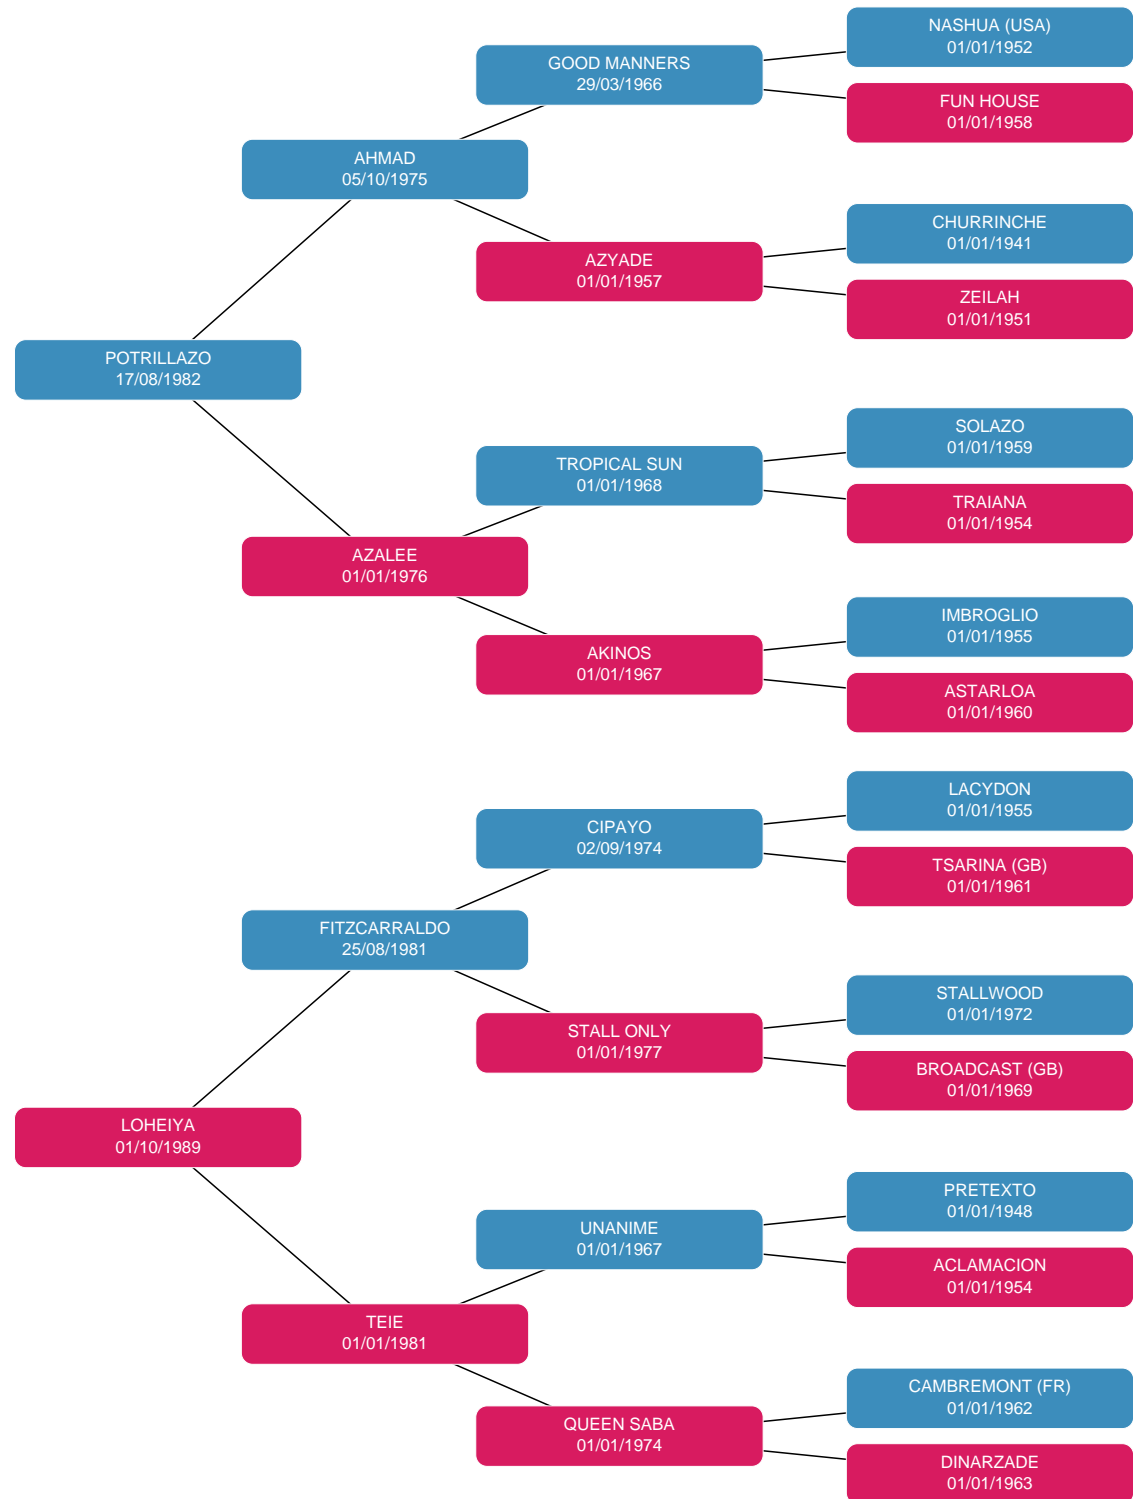 NASHUA (USA)
01/01/1952
GOOD MANNERS
29/03/1966
FUN HOUSE
01/01/1958
AHMAD
05/10/1975
CHURRINCHE
01/01/1941
AZYADE
01/01/1957
ZEILAH
01/01/1951
POTRILLAZO
17/08/1982
SOLAZO
01/01/1959
TROPICAL SUN
01/01/1968
TRAIANA
01/01/1954
AZALEE
01/01/1976
IMBROGLIO
01/01/1955
AKINOS
01/01/1967
ASTARLOA
01/01/1960
LACYDON
01/01/1955
CIPAYO
02/09/1974
TSARINA (GB)
01/01/1961
FITZCARRALDO
25/08/1981
STALLWOOD
01/01/1972
STALL ONLY
01/01/1977
BROADCAST (GB)
01/01/1969
LOHEIYA
01/10/1989
PRETEXTO
01/01/1948
UNANIME
01/01/1967
ACLAMACION
01/01/1954
TEIE
01/01/1981
CAMBREMONT (FR)
01/01/1962
QUEEN SABA
01/01/1974
DINARZADE
01/01/1963